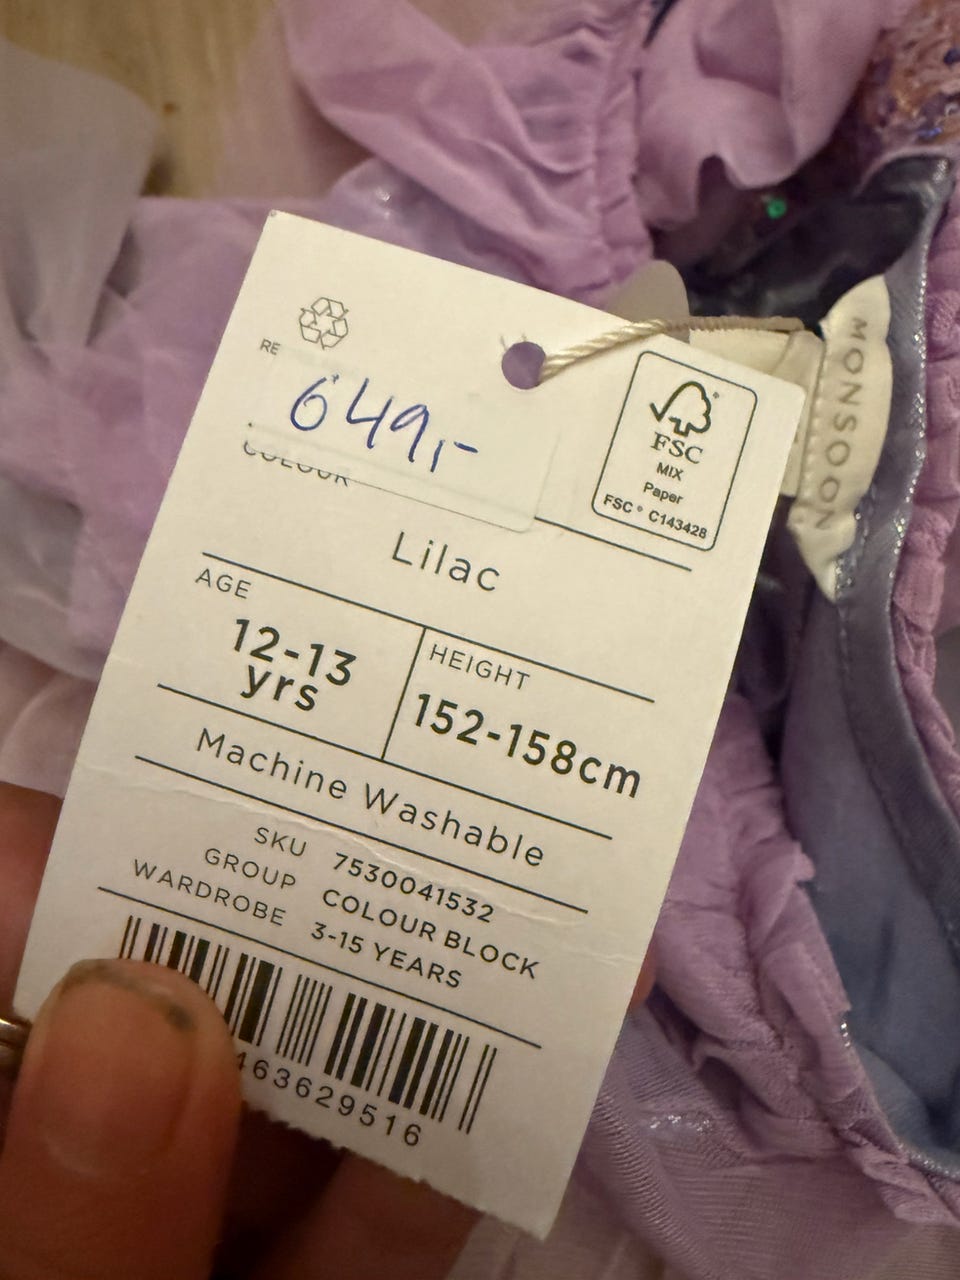 RE
649,-
COLOUR
FSC
MIX
Paper
FSC® C143428
MONSOON
Lilac
AGE
12-13
yrs
HEIGHT
152-158cm
Machine Washable
SKU 7530041532
GROUP COLOUR BLOCK
WARDROBE 3-15 YEARS
463629516